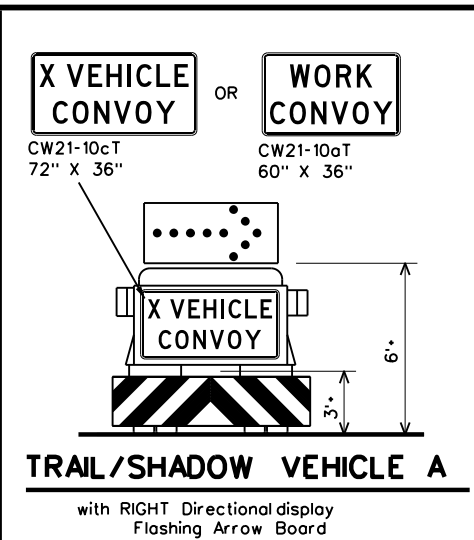 X VEHICLE
CONVOY
OR
WORK
CONVOY
CW21-10cT
72" X 36"
CW21-10aT
60" X 36"
X VEHICLE
CONVOY
6'+
3'+
TRAIL/SHADOW VEHICLE A
with RIGHT Directional display
Flashing Arrow Board